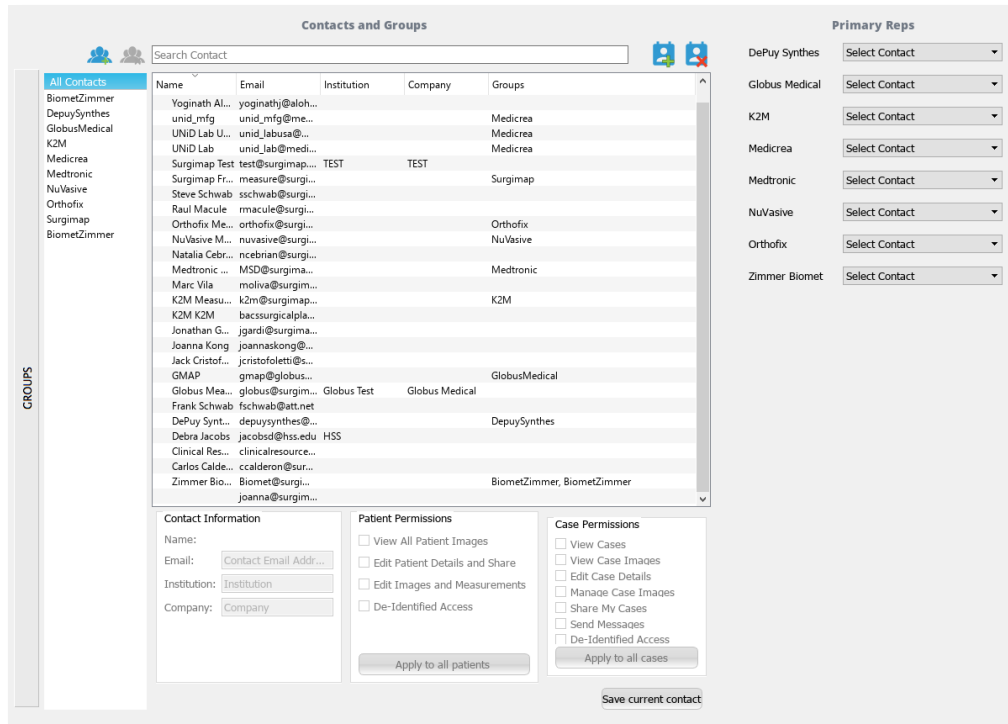 Contacts and Groups
Primary Reps
Search Contact
GROUPS
All Contacts
BiometZimmer
DepuySynthes
GlobusMedical
K2M
Medicrea
Medtronic
NuVasive
Orthofix
Surgimap
BiometZimmer
Name Email Institution Company Groups
Yoginath Al... yoginathj@aloh...
unid_mfg unid_mfg@me... Medicrea
UNiD Lab U... unid_labusa@... Medicrea
UNiD Lab unid_lab@medi... Medicrea
Surgimap Test test@surgimap.... TEST TEST
Surgimap Fr... measure@surgi... Surgimap
Steve Schwab sschwab@surgi...
Raul Macule rmacule@surgi...
Orthofix Me... orthofix@surgi... Orthofix
NuVasive M... nuvasive@surgi... NuVasive
Natalia Cebr... ncebrian@surgi...
Medtronic ... MSD@surgima... Medtronic
Marc Vila moliva@surgim...
K2M Measu... k2m@surgimap... K2M
K2M K2M bacssurgicalpla...
Jonathan G... jgardi@surgima...
Joanna Kong joannaskong@...
Jack Cristof... jcristofoletti@s...
GMAP gmap@globus... GlobusMedical
Globus Mea... globus@surgim... Globus Test Globus Medical
Frank Schwab fschwab@att.net
DePuy Synt... depuysynthes@... DepuySynthes
Debra Jacobs jacobsd@hss.edu HSS
Clinical Res... clinicalresource...
Carlos Calde... ccalderon@sur...
Zimmer Bio... Biomet@surgi... BiometZimmer, BiometZimmer
joanna@surgim...
DePuy Synthes Select Contact
Globus Medical Select Contact
K2M Select Contact
Medicrea Select Contact
Medtronic Select Contact
NuVasive Select Contact
Orthofix Select Contact
Zimmer Biomet Select Contact
Contact Information
Name:
Email: Contact Email Addr...
Institution: Institution
Company: Company
Patient Permissions
View All Patient Images
Edit Patient Details and Share
Edit Images and Measurements
De-Identified Access
Apply to all patients
Case Permissions
View Cases
View Case Images
Edit Case Details
Manage Case Images
Share My Cases
Send Messages
De-Identified Access
Apply to all cases
Save current contact